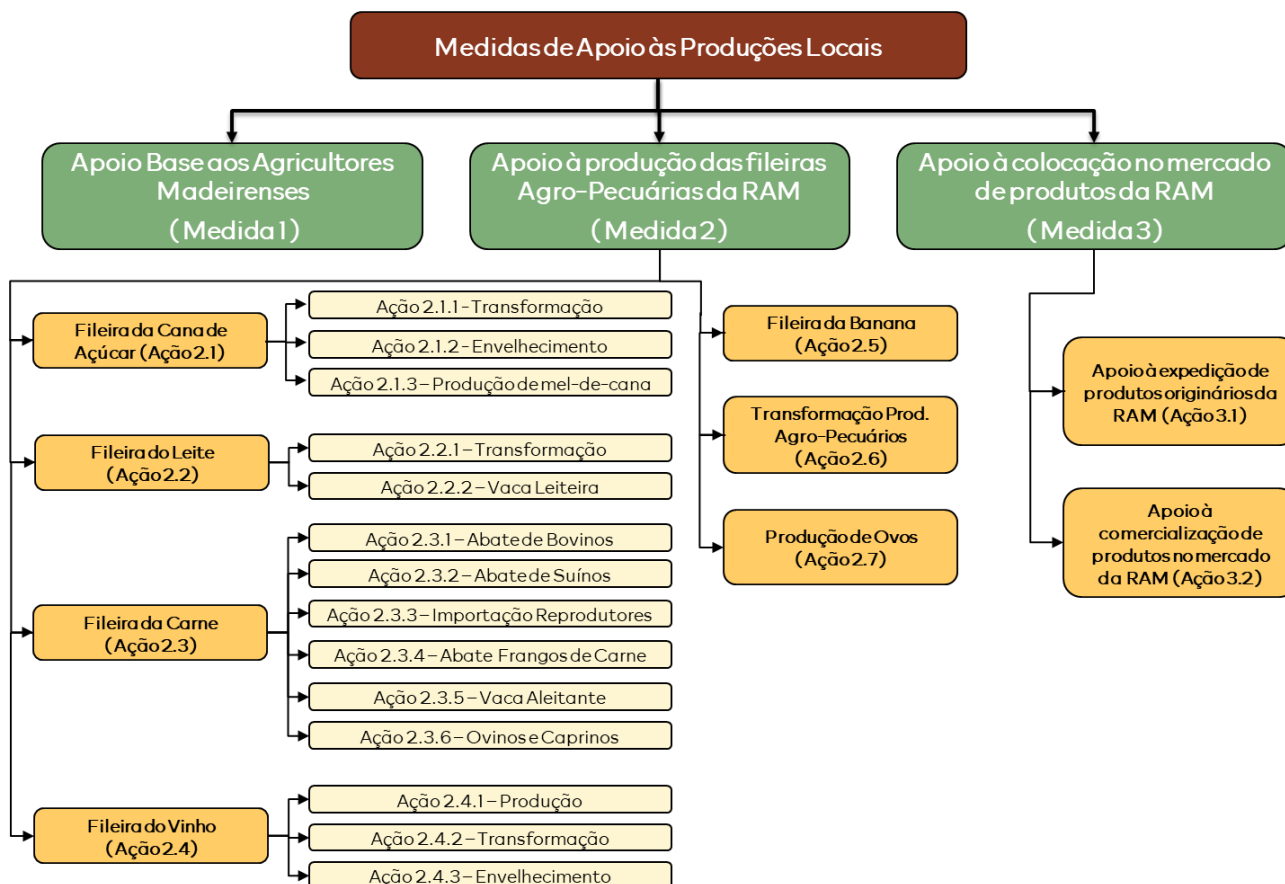 Medidas de Apoio às Produções Locais
Apoio Base aos Agricultores
Madeirenses
(Medida 1)
Apoio à produção das fileiras
Agro-Pecuárias da RAM
(Medida 2)
Apoio à colocação no mercado
de produtos da RAM
(Medida 3)
Fileira da Cana de
Açúcar (Ação 2.1)
Ação 2.1.1 - Transformação
Ação 2.1.2 - Envelhecimento
Ação 2.1.3 – Produção de mel-de-cana
Fileira do Leite
(Ação 2.2)
Ação 2.2.1 – Transformação
Ação 2.2.2 – Vaca Leiteira
Fileira da Carne
(Ação 2.3)
Ação 2.3.1 – Abate de Bovinos
Ação 2.3.2 – Abate de Suínos
Ação 2.3.3 – Importação Reprodutores
Ação 2.3.4 – Abate Frangos de Carne
Ação 2.3.5 – Vaca Aleitante
Ação 2.3.6 – Ovinos e Caprinos
Fileira do Vinho
(Ação 2.4)
Ação 2.4.1 – Produção
Ação 2.4.2 – Transformação
Ação 2.4.3 – Envelhecimento
Fileira da Banana
(Ação 2.5)
Transformação Prod.
Agro-Pecuários
(Ação 2.6)
Produção de Ovos
(Ação 2.7)
Apoio à expedição de
produtos originários da
RAM (Ação 3.1)
Apoio à
comercialização de
produtos no mercado
da RAM (Ação 3.2)